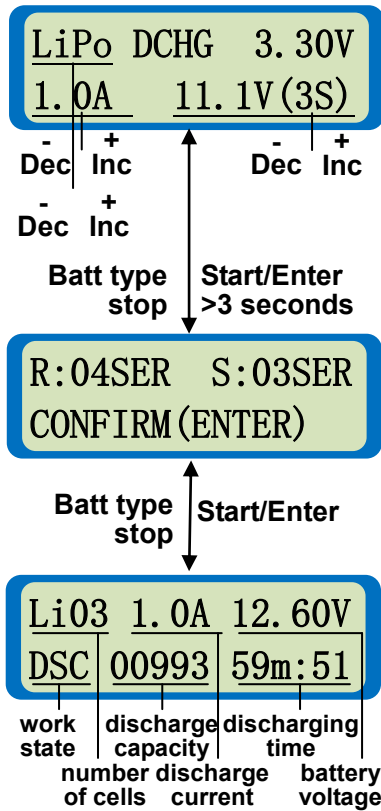 LiPo DCHG 3.30V
1.0A 11.1V(3S)
- + - +
Dec Inc Dec Inc
- +
Dec Inc
Batt type Start/Enter
stop >3 seconds
R:04SER S:03SER
CONFIRM(ENTER)
Batt type Start/Enter
stop
Li03 1.0A 12.60V
DSC 00993 59m:51
work discharge discharging
state capacity time
number discharge battery
of cells current voltage